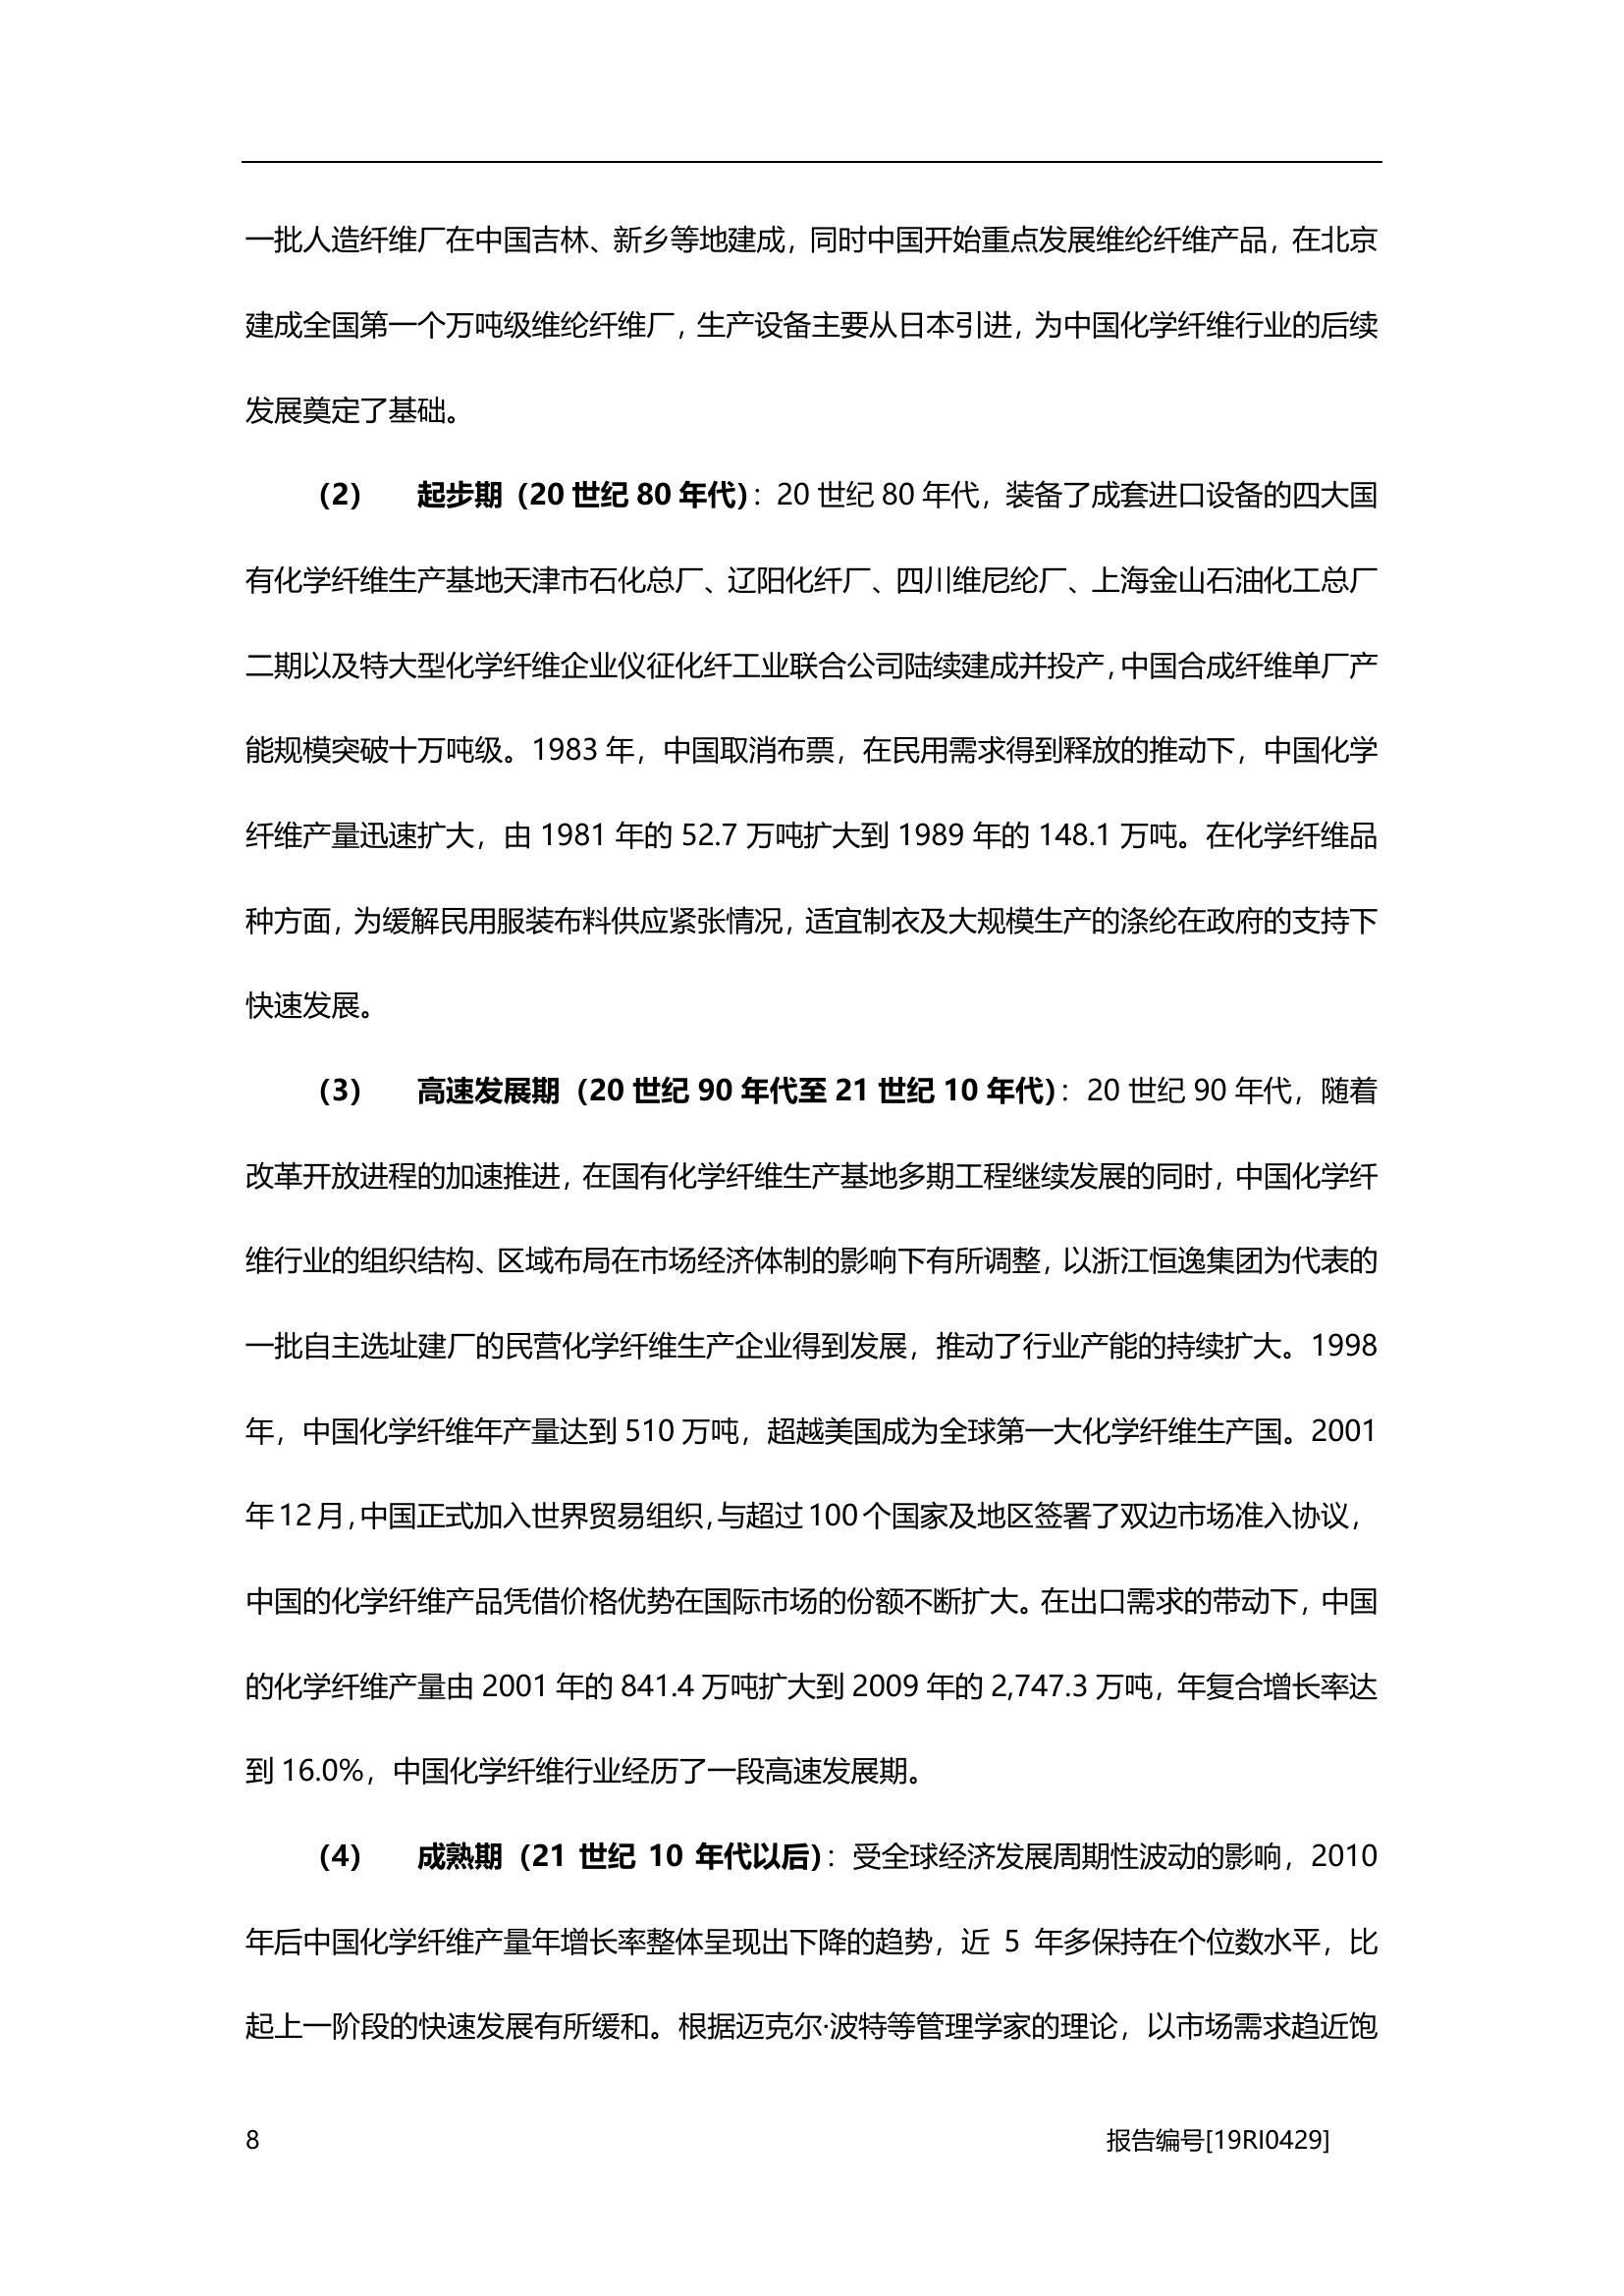 一批人造纤维厂在中国吉林、新乡等地建成，同时中国开始重点发展维纶纤维产品，在北京
建成全国第一个万吨级维纶纤维厂，生产设备主要从日本引进，为中国化学纤维行业的后续
发展奠定了基础。
（2） 起步期（20 世纪 80 年代）：20 世纪 80 年代，装备了成套进口设备的四大国
有化学纤维生产基地天津市石化总厂、辽阳化纤厂、四川维尼纶厂、上海金山石油化工总厂
二期以及特大型化学纤维企业仪征化纤工业联合公司陆续建成并投产，中国合成纤维单厂产
能规模突破十万吨级。1983 年，中国取消布票，在民用需求得到释放的推动下，中国化学
纤维产量迅速扩大，由 1981 年的 52.7 万吨扩大到 1989 年的 148.1 万吨。在化学纤维品
种方面，为缓解民用服装布料供应紧张情况，适宜制衣及大规模生产的涤纶在政府的支持下
快速发展。
（3） 高速发展期（20 世纪 90 年代至 21 世纪 10 年代）：20 世纪 90 年代，随着
改革开放进程的加速推进，在国有化学纤维生产基地多期工程继续发展的同时，中国化学纤
维行业的组织结构、区域布局在市场经济体制的影响下有所调整，以浙江恒逸集团为代表的
一批自主选址建厂的民营化学纤维生产企业得到发展，推动了行业产能的持续扩大。1998
年，中国化学纤维年产量达到 510 万吨，超越美国成为全球第一大化学纤维生产国。2001
年 12 月，中国正式加入世界贸易组织，与超过 100 个国家及地区签署了双边市场准入协议，
中国的化学纤维产品凭借价格优势在国际市场的份额不断扩大。在出口需求的带动下，中国
的化学纤维产量由 2001 年的 841.4 万吨扩大到 2009 年的 2,747.3 万吨，年复合增长率达
到 16.0%，中国化学纤维行业经历了一段高速发展期。
（4） 成熟期（21 世纪 10 年代以后）：受全球经济发展周期性波动的影响，2010
年后中国化学纤维产量年增长率整体呈现出下降的趋势，近 5 年多保持在个位数水平，比
起上一阶段的快速发展有所缓和。根据迈克尔·波特等管理学家的理论，以市场需求趋近饱
8 报告编号[19RI0429]